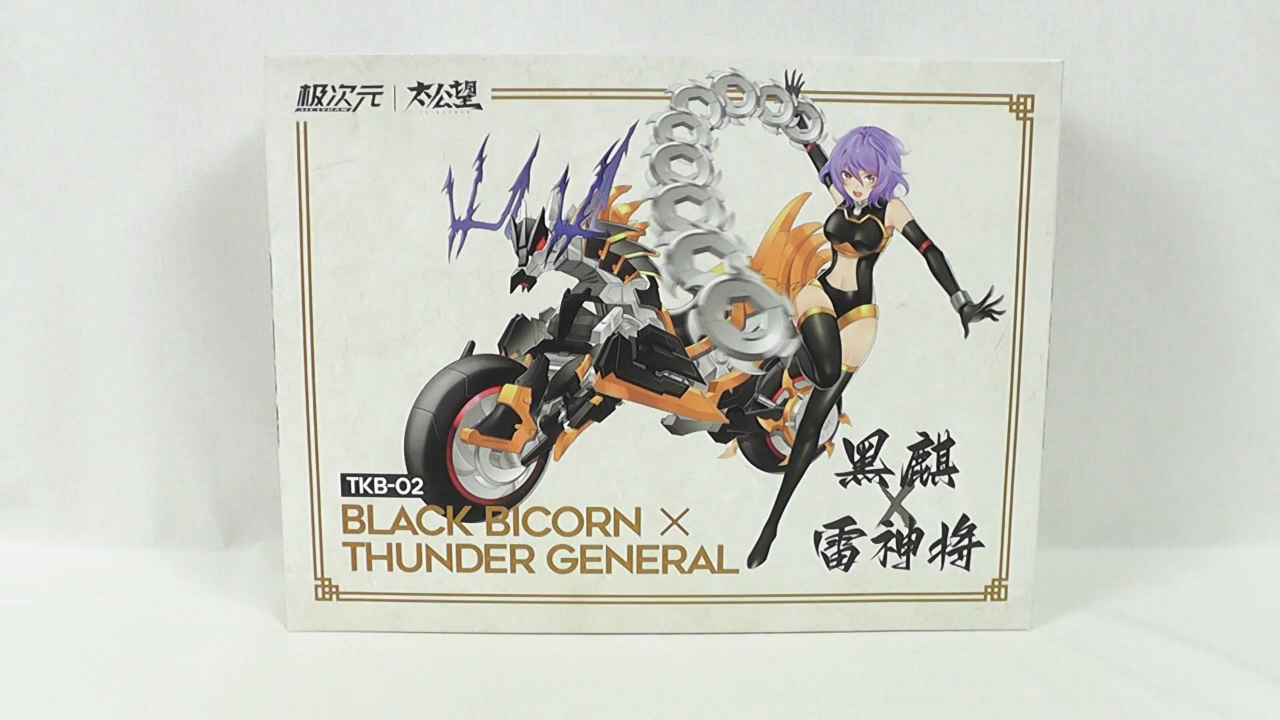 极次元 | 太公望
TKB-02
BLACK BICORN ×
THUNDER GENERAL
黑麒
×
雷神将